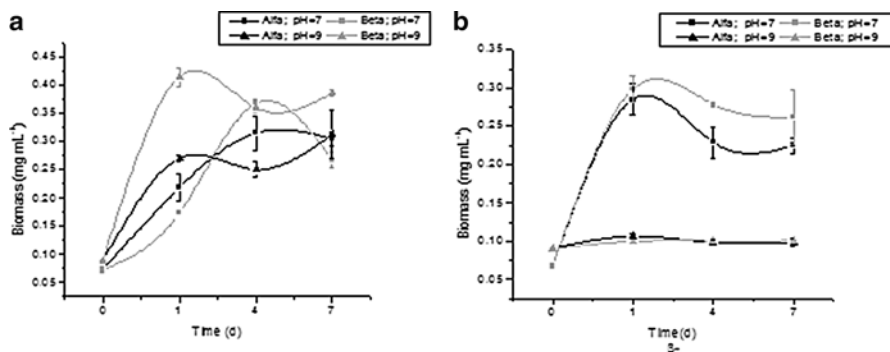 a
Alfa; pH=7 Beta; pH=7
Alfa; pH=9 Beta; pH=9
0.45
0.40
0.35
0.30
0.25
0.20
0.15
0.10
0.05
Biomass (mg mL⁻¹)
0 1 4 7
Time (d)
b
Alfa; pH=7 Beta; pH=7
Alfa; pH=9 Beta; pH=9
0.35
0.30
0.25
0.20
0.15
0.10
0.05
Biomass (mg mL⁻¹)
0 1 4 7
Time (d)